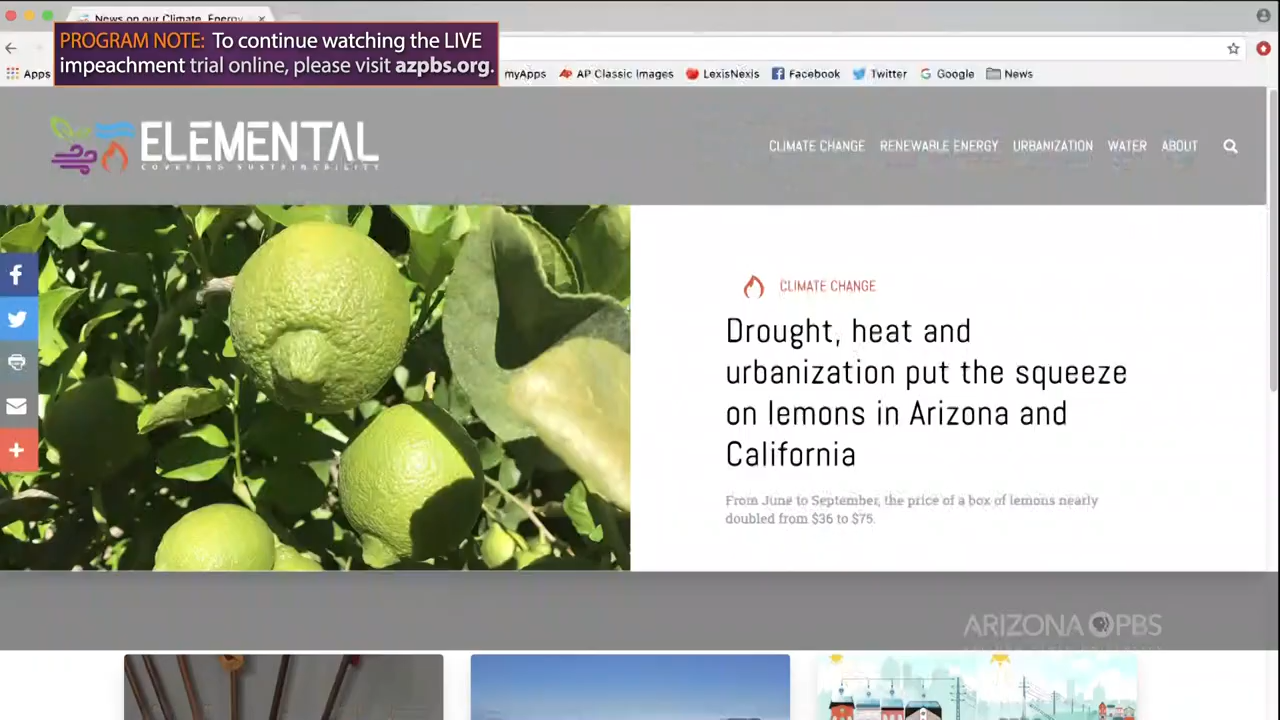 News on our Climate, Energy
PROGRAM NOTE: To continue watching the LIVE
impeachment trial online, please visit azpbs.org.
Apps
myApps
AP Classic Images
LexisNexis
Facebook
Twitter
Google
News
ELEMENTAL
COVERING SUSTAINABILITY
CLIMATE CHANGE
RENEWABLE ENERGY
URBANIZATION
WATER
ABOUT
CLIMATE CHANGE
Drought, heat and
urbanization put the squeeze
on lemons in Arizona and
California
From June to September, the price of a box of lemons nearly
doubled from $36 to $75.
ARIZONA PBS